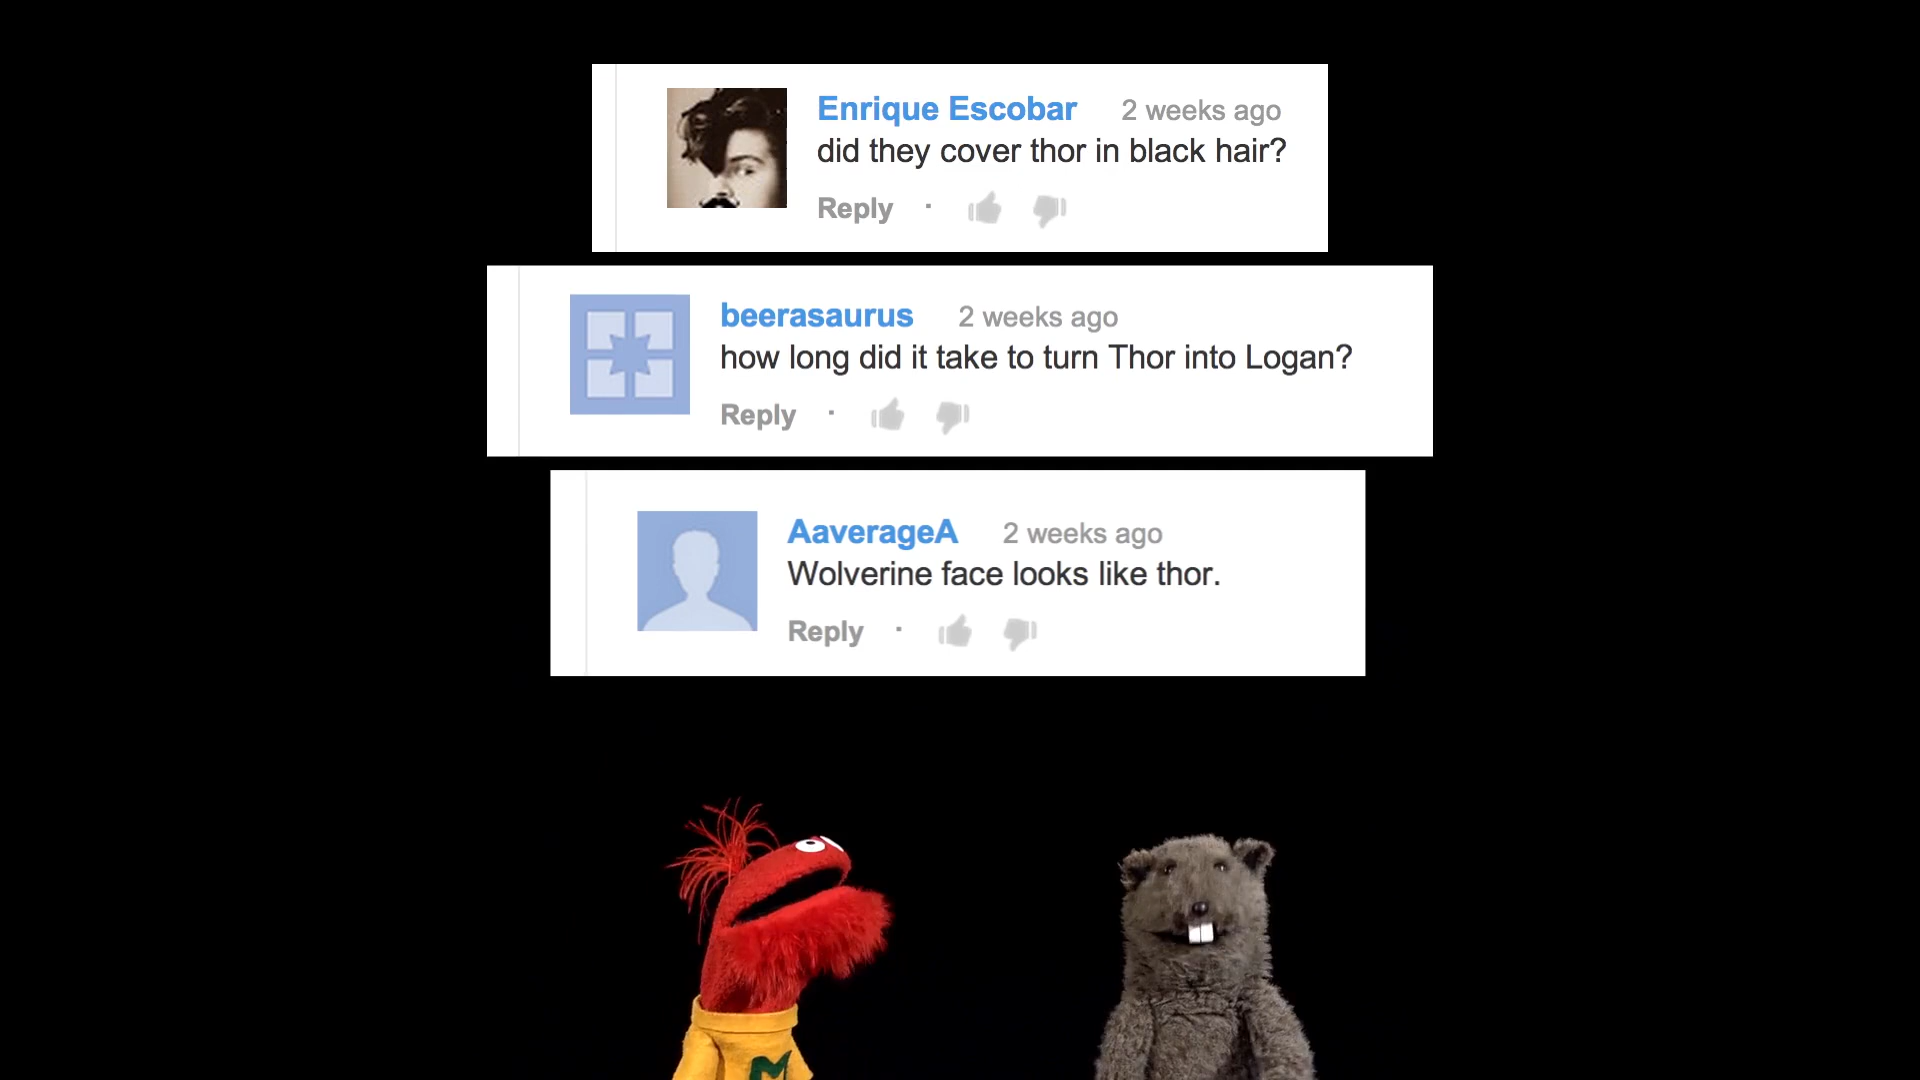 Enrique Escobar 2 weeks ago
did they cover thor in black hair?
Reply ·
beerasaurus 2 weeks ago
how long did it take to turn Thor into Logan?
Reply ·
AaverageA 2 weeks ago
Wolverine face looks like thor.
Reply ·
M